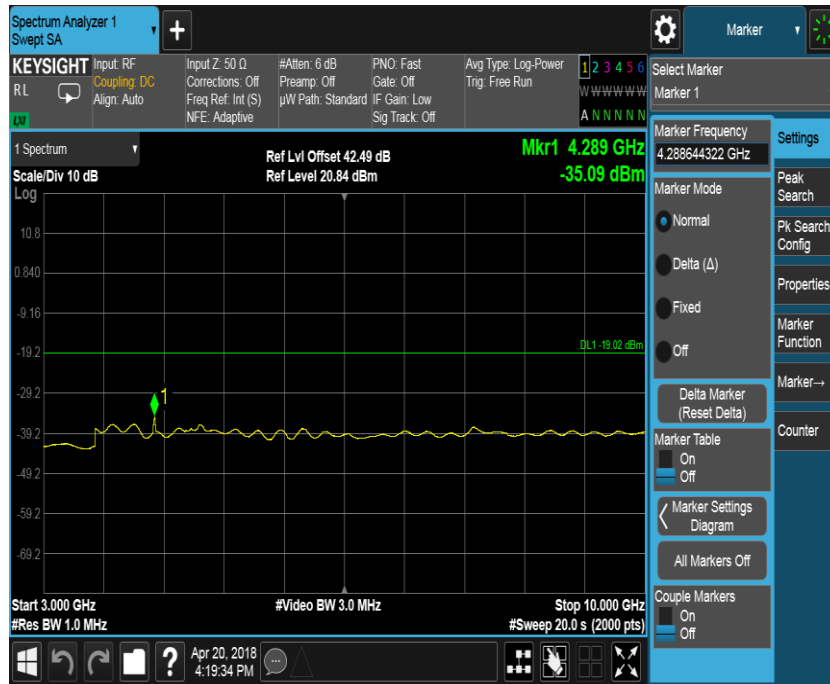 Spectrum Analyzer 1
Swept SA
+
Marker
KEYSIGHT
RL
LXI
Input: RF
Coupling: DC
Align: Auto
Input Z: 50 Ω
Corrections: Off
Freq Ref: Int (S)
NFE: Adaptive
#Atten: 6 dB
Preamp: Off
µW Path: Standard
PNO: Fast
Gate: Off
IF Gain: Low
Sig Track: Off
Avg Type: Log-Power
Trig: Free Run
1 2 3 4 5 6
W W W W W W
A N N N N N
Select Marker
Marker 1
1 Spectrum
Scale/Div 10 dB
Log
Ref Lvl Offset 42.49 dB
Ref Level 20.84 dBm
Mkr1 4.289 GHz
-35.09 dBm
10.8
0.840
-9.16
-19.2
-29.2
-39.2
-49.2
-59.2
-69.2
DL1 -19.02 dBm
1
Start 3.000 GHz
#Res BW 1.0 MHz
#Video BW 3.0 MHz
Stop 10.000 GHz
#Sweep 20.0 s (2000 pts)
Marker Frequency
4.288644322 GHz
Marker Mode
Normal
Delta (Δ)
Fixed
Off
Delta Marker
(Reset Delta)
Marker Table
On
Off
Marker Settings
Diagram
All Markers Off
Couple Markers
On
Off
Settings
Peak
Search
Pk Search
Config
Properties
Marker
Function
Marker→
Counter
?
Apr 20, 2018
4:19:34 PM